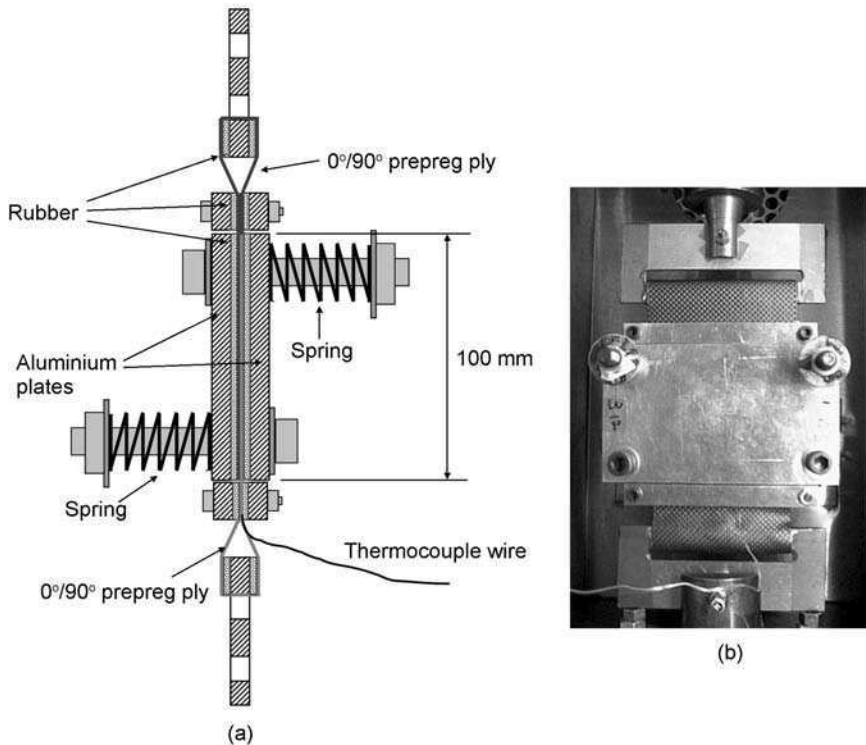 0°/90° prepreg ply
Rubber
Aluminium
plates
Spring
100 mm
Spring
Thermocouple wire
0°/90° prepreg ply
(a)
(b)